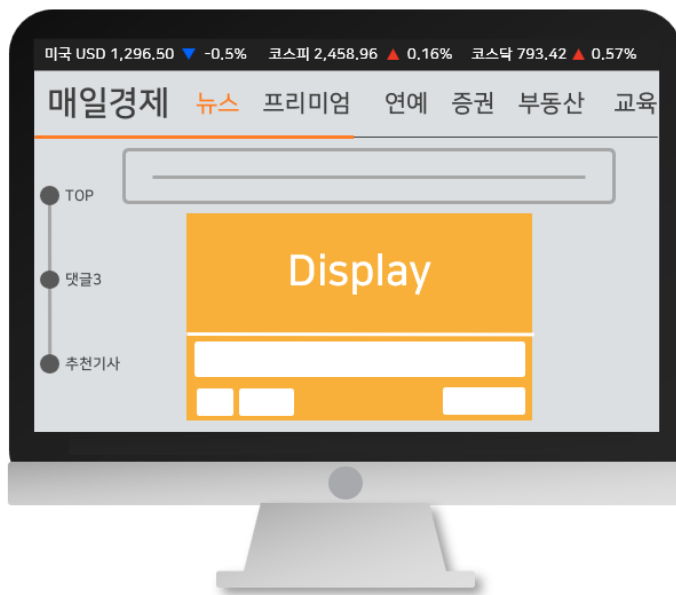 미국 USD 1,296.50 ▼ -0.5% 코스피 2,458.96 ▲ 0.16% 코스닥 793.42 ▲ 0.57%
매일경제 뉴스 프리미엄 연예 증권 부동산 교육
TOP
댓글3
추천기사
Display